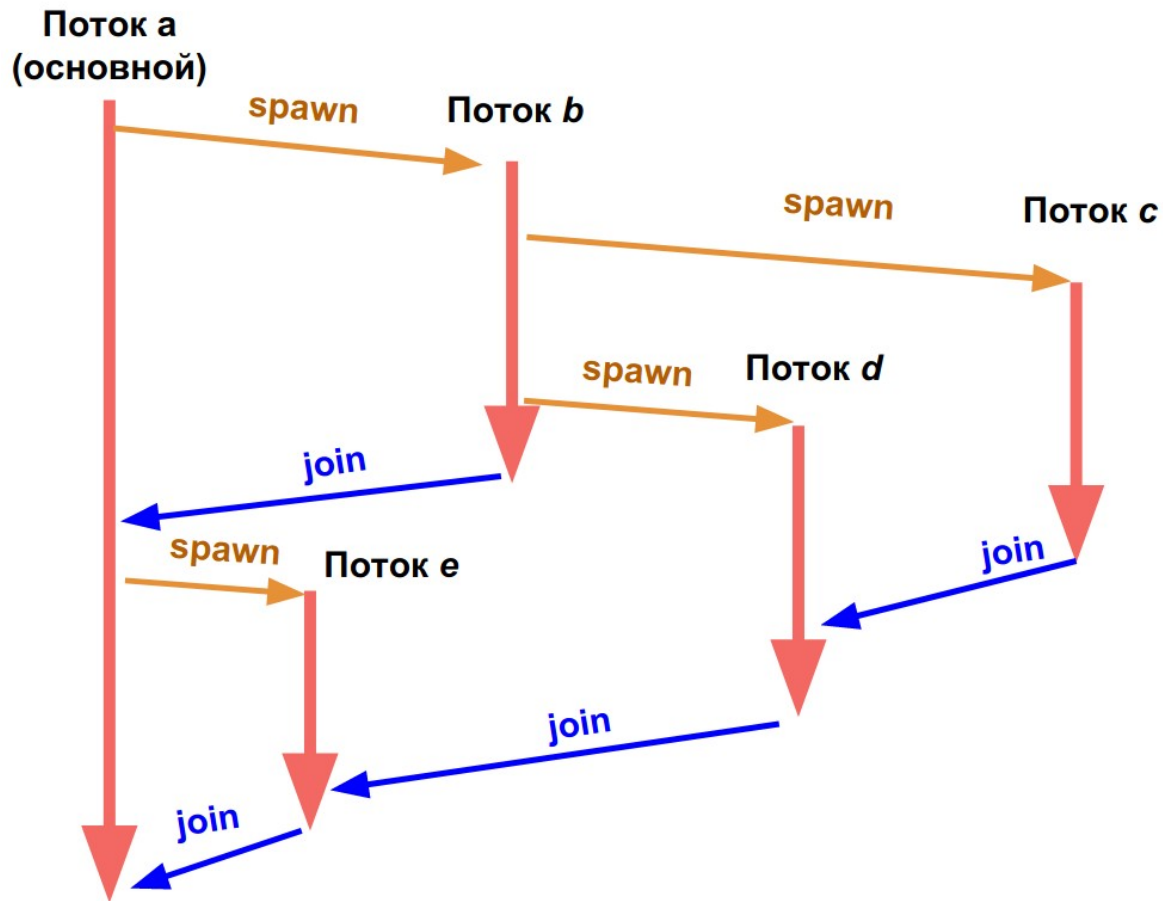 Поток a
(основной)
spawn
Поток b
spawn
Поток c
spawn
Поток d
join
spawn
Поток e
join
join
join